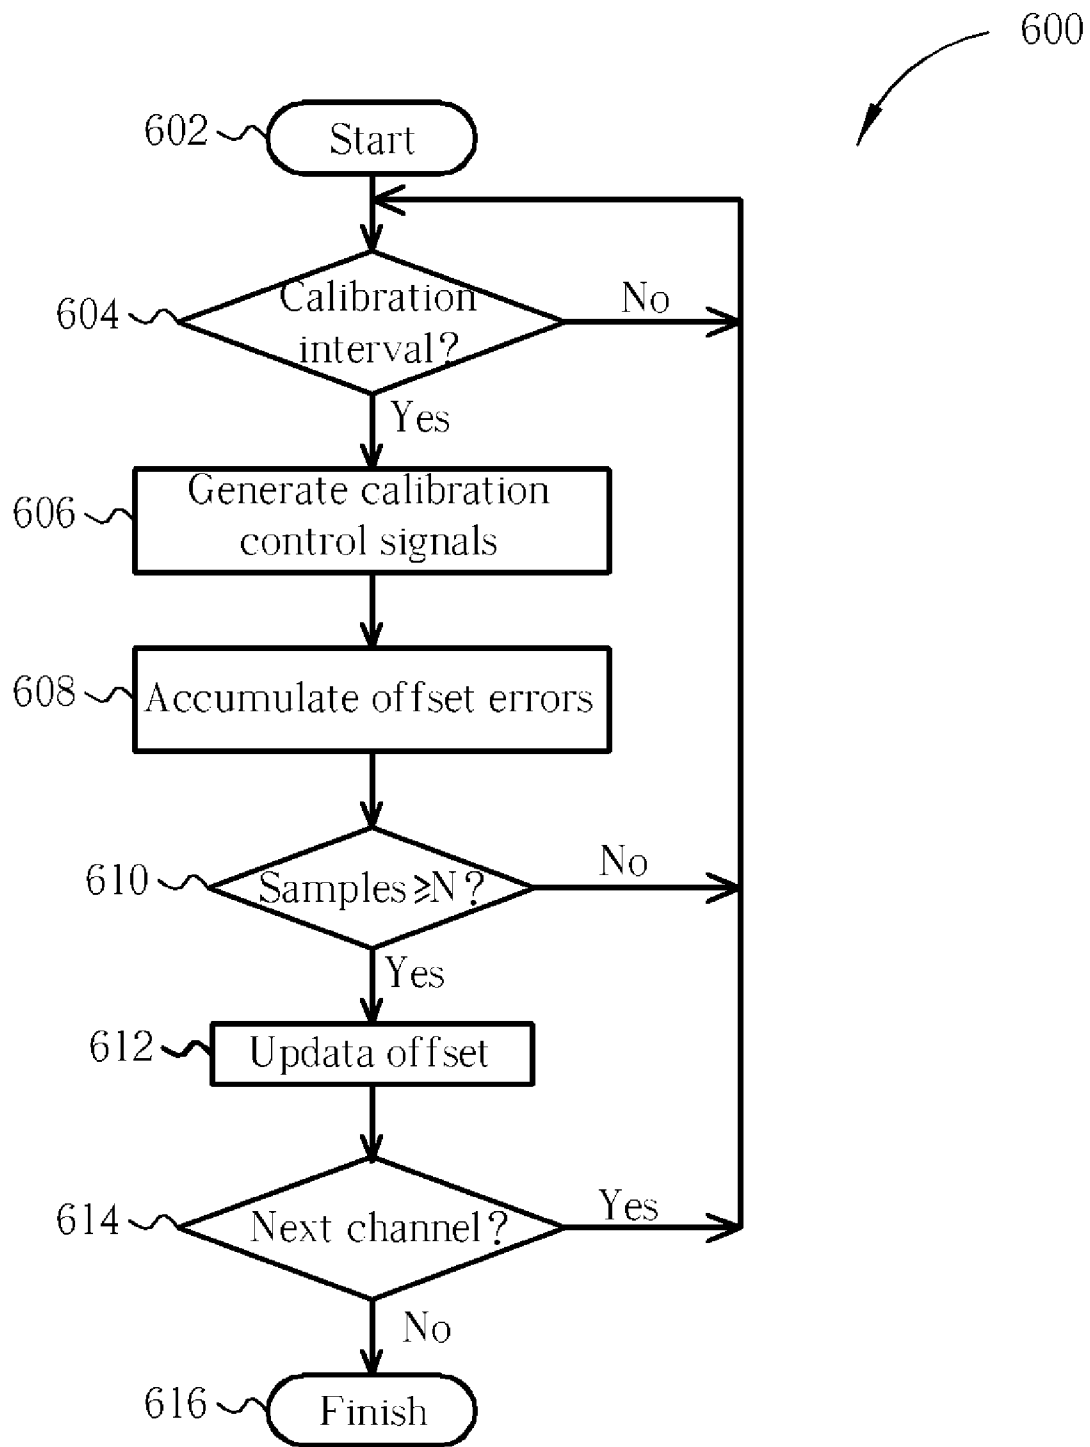 600
602
Start
604
Calibration
interval?
No
Yes
606
Generate calibration
control signals
608
Accumulate offset errors
610
Samples≥N?
No
Yes
612
Updata offset
614
Next channel?
Yes
No
616
Finish